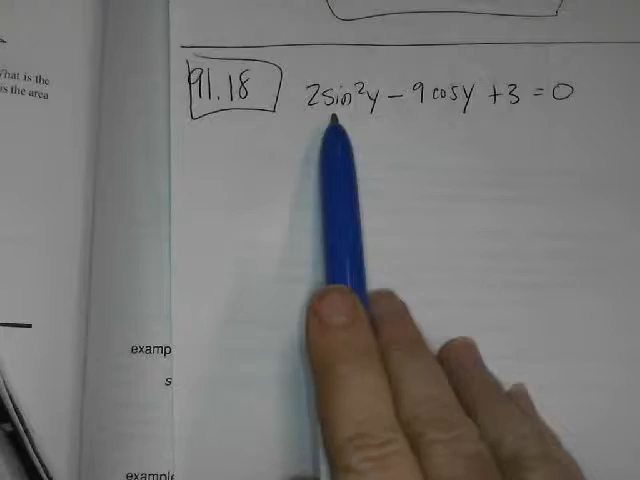 What is the
is the area
91.18
2sin²y - 9cosy + 3 = 0
examp
s
example